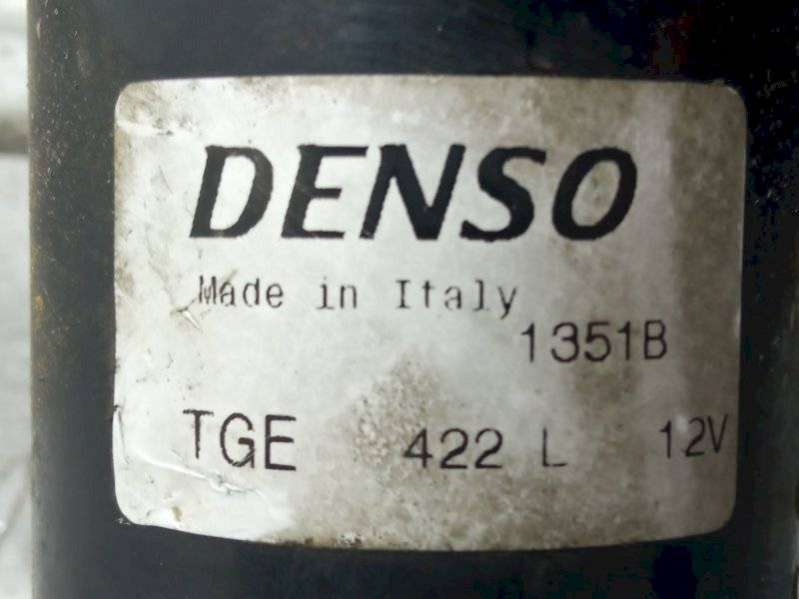 DENSO
Made in Italy
1351B
TGE 422 L 12V